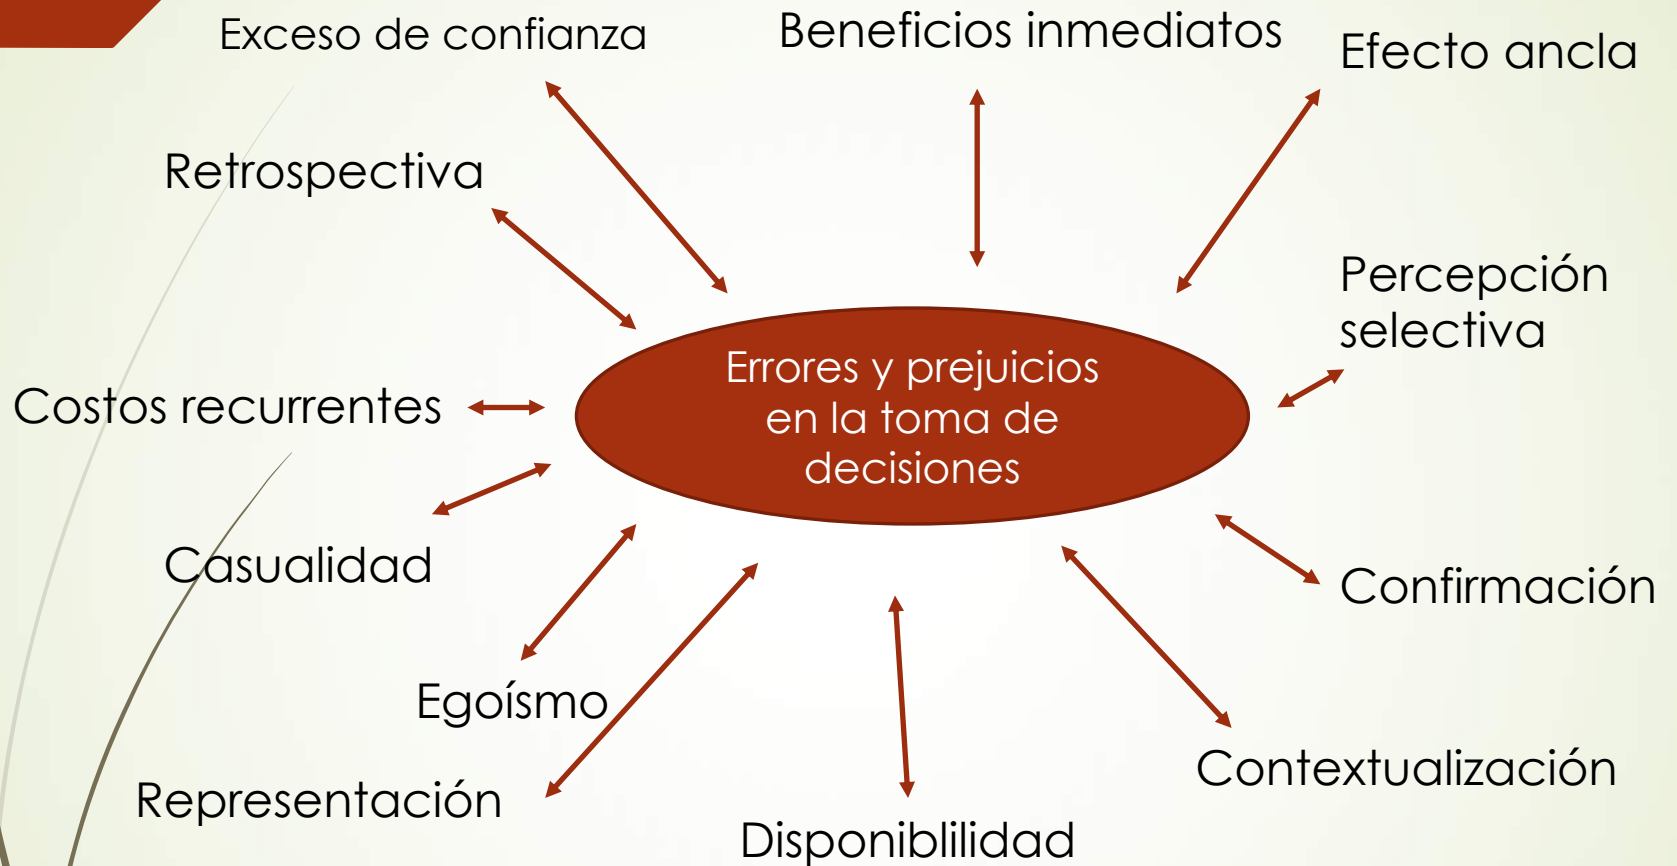 Exceso de confianza
Beneficios inmediatos
Efecto ancla
Retrospectiva
Percepción
selectiva
Errores y prejuicios
en la toma de
decisiones
Costos recurrentes
Casualidad
Confirmación
Egoísmo
Contextualización
Representación
Disponiblilidad